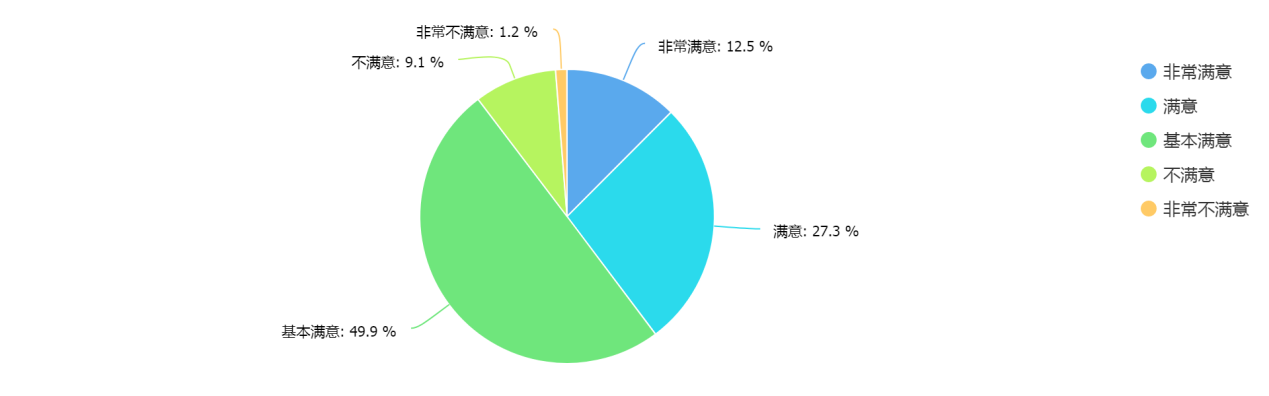 非常不满意: 1.2 %
非常满意: 12.5 %
不满意: 9.1 %
满意: 27.3 %
基本满意: 49.9 %
非常满意
满意
基本满意
不满意
非常不满意